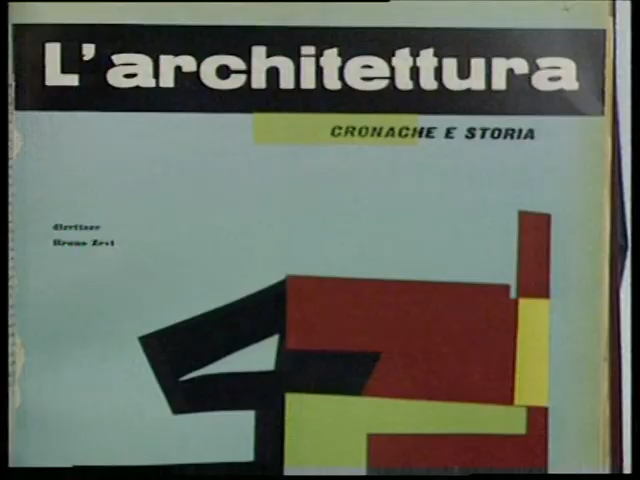 L'architettura
CRONACHE E STORIA
direttore
Bruno Zevi